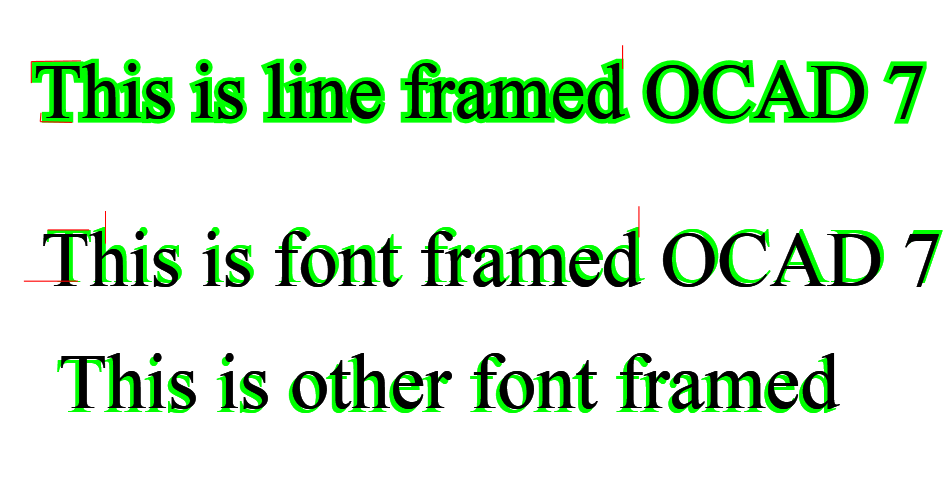 This is line framed OCAD 7
This is font framed OCAD 7
This is other font framed